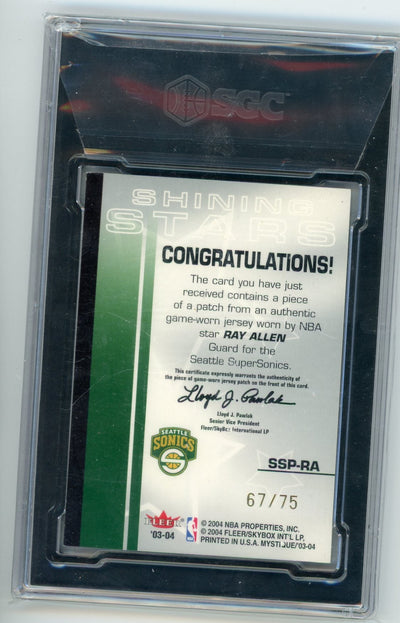 SGC
SHINING
STARS
CONGRATULATIONS!
The card you have just
received contains a piece
of a patch from an authentic
game-worn jersey worn by NBA
star RAY ALLEN
Guard for the
Seattle SuperSonics.
This certificate expressly warrants the authenticity of
the piece of game-worn jersey patch on the front of this card.
Lloyd J. Pawlak
Lloyd J. Pawlak
Senior Vice President
Fleer/SkyBox International LP
SEATTLE
SONICS
SSP-RA
67/75
FLEER
'03-04
© 2004 NBA PROPERTIES, INC.
© 2004 FLEER/SKYBOX INT'L LP.
PRINTED IN U.S.A. MYSTIQUE/'03-04